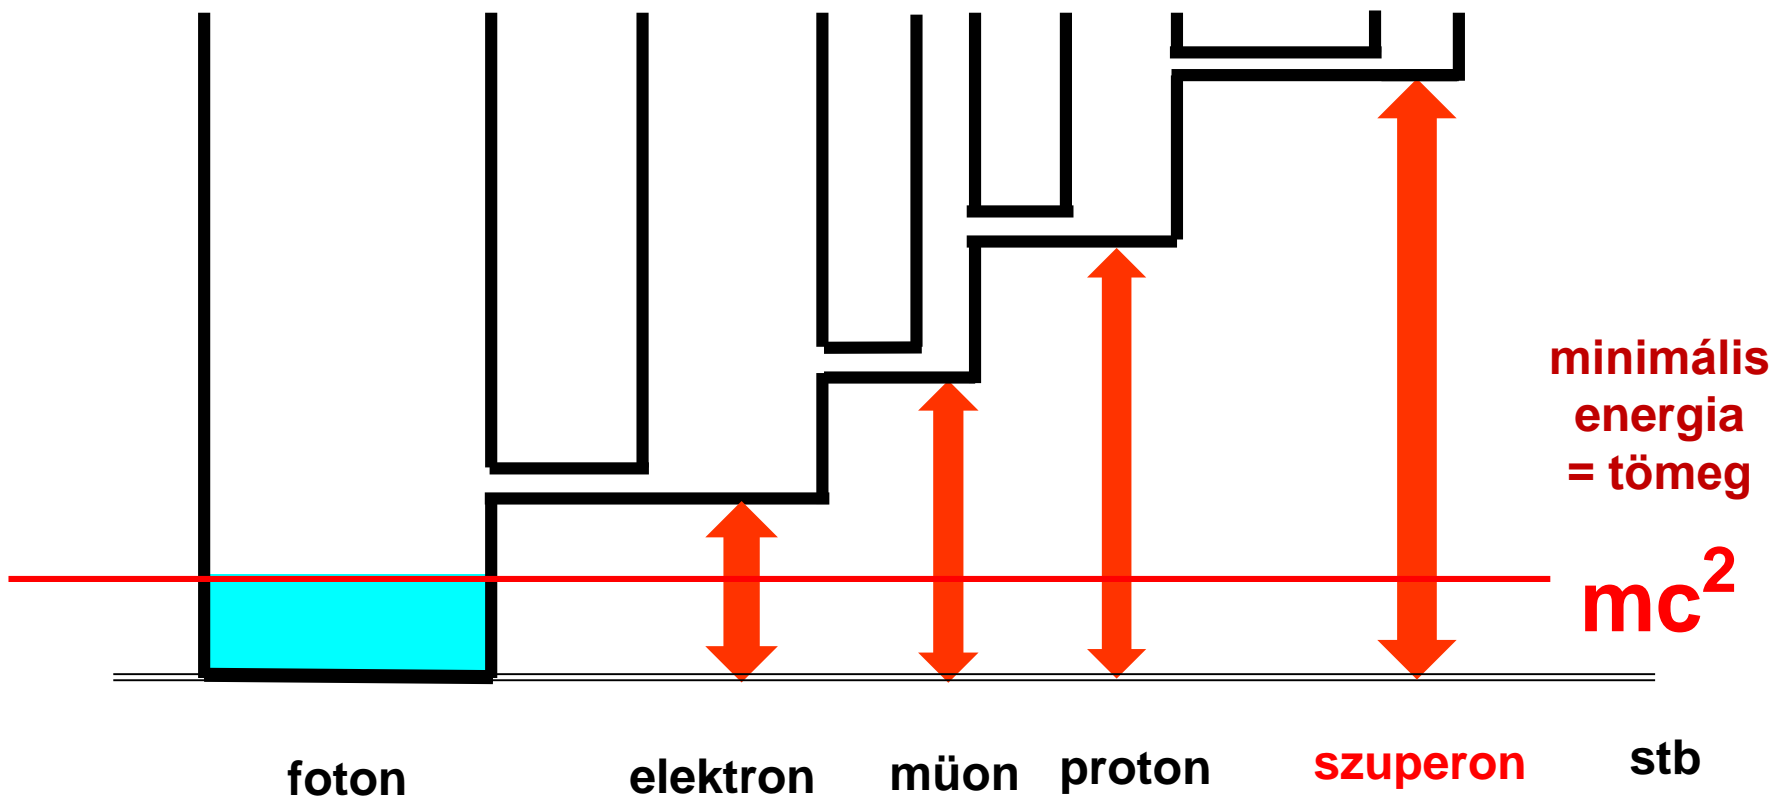 minimális
energia
= tömeg
mc²
foton
elektron
müon
proton
szuperon
stb